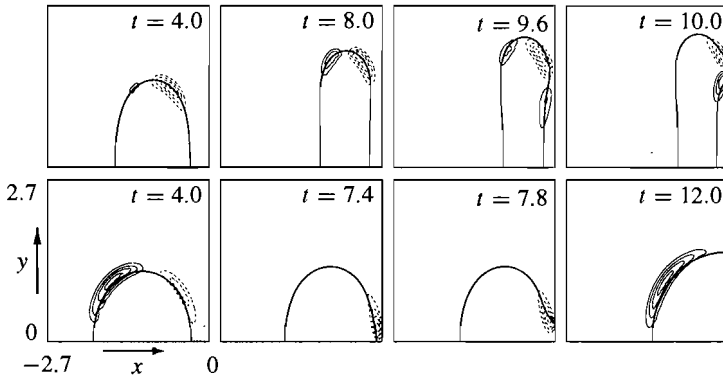 t = 4.0
t = 8.0
t = 9.6
t = 10.0
2.7
t = 4.0
t = 7.4
t = 7.8
t = 12.0
y
0
−2.7
x
0